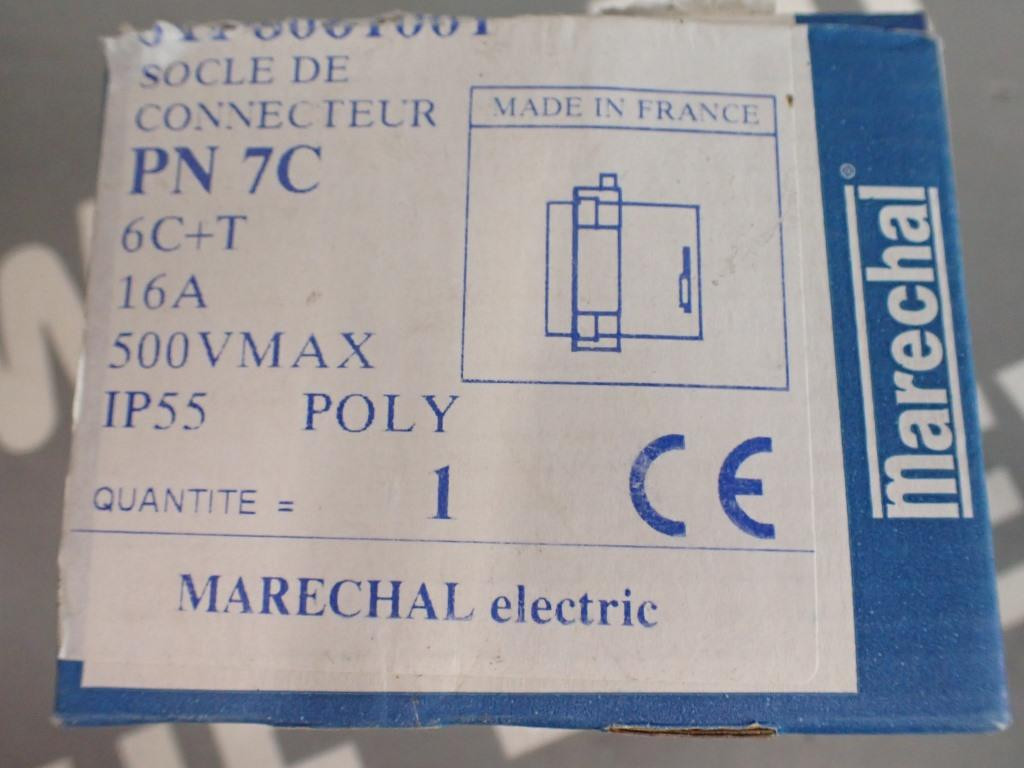 SOCLE DE
CONNECTEUR
PN 7C
6C+T
16A
500VMAX
IP55 POLY
QUANTITE = 1
MADE IN FRANCE
CE
MARECHAL electric
marechal®